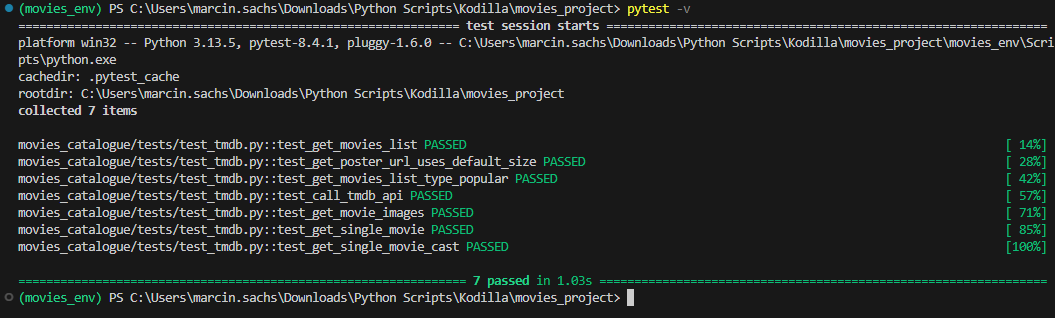 (movies_env) PS C:\Users\marcin.sachs\Downloads\Python Scripts\Kodilla\movies_project> pytest -v
================================================================= test session starts =================================================================
platform win32 -- Python 3.13.5, pytest-8.4.1, pluggy-1.6.0 -- C:\Users\marcin.sachs\Downloads\Python Scripts\Kodilla\movies_project\movies_env\Scri
pts\python.exe
cachedir: .pytest_cache
rootdir: C:\Users\marcin.sachs\Downloads\Python Scripts\Kodilla\movies_project
collected 7 items
movies_catalogue/tests/test_tmdb.py::test_get_movies_list PASSED [ 14%]
movies_catalogue/tests/test_tmdb.py::test_get_poster_url_uses_default_size PASSED [ 28%]
movies_catalogue/tests/test_tmdb.py::test_get_movies_list_type_popular PASSED [ 42%]
movies_catalogue/tests/test_tmdb.py::test_call_tmdb_api PASSED [ 57%]
movies_catalogue/tests/test_tmdb.py::test_get_movie_images PASSED [ 71%]
movies_catalogue/tests/test_tmdb.py::test_get_single_movie PASSED [ 85%]
movies_catalogue/tests/test_tmdb.py::test_get_single_movie_cast PASSED [100%]
================================================================== 7 passed in 1.03s ==================================================================
(movies_env) PS C:\Users\marcin.sachs\Downloads\Python Scripts\Kodilla\movies_project>